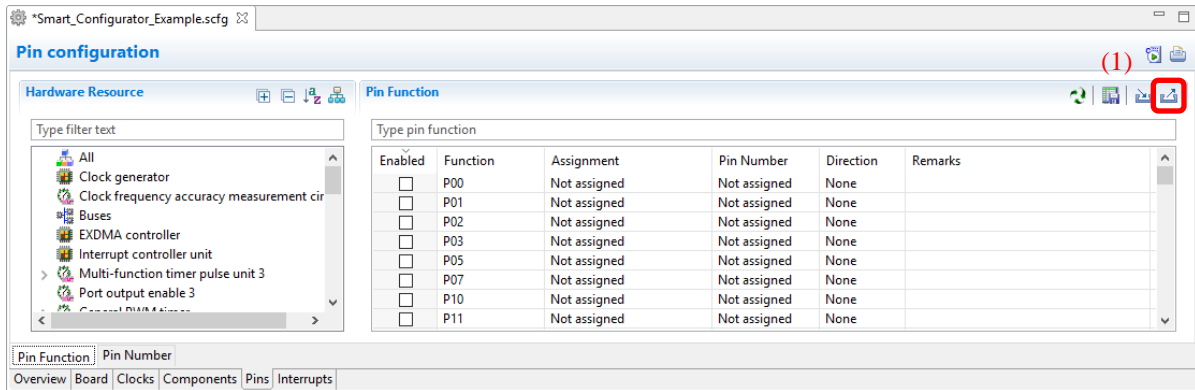 *Smart_Configurator_Example.scfg
Pin configuration
(1)
Hardware Resource
Pin Function
Type filter text
Type pin function
All
Clock generator
Clock frequency accuracy measurement cir
Buses
EXDMA controller
Interrupt controller unit
Multi-function timer pulse unit 3
Port output enable 3
General PWM timer
Enabled Function Assignment Pin Number Direction Remarks
P00 Not assigned Not assigned None
P01 Not assigned Not assigned None
P02 Not assigned Not assigned None
P03 Not assigned Not assigned None
P05 Not assigned Not assigned None
P07 Not assigned Not assigned None
P10 Not assigned Not assigned None
P11 Not assigned Not assigned None
Pin Function Pin Number
Overview Board Clocks Components Pins Interrupts